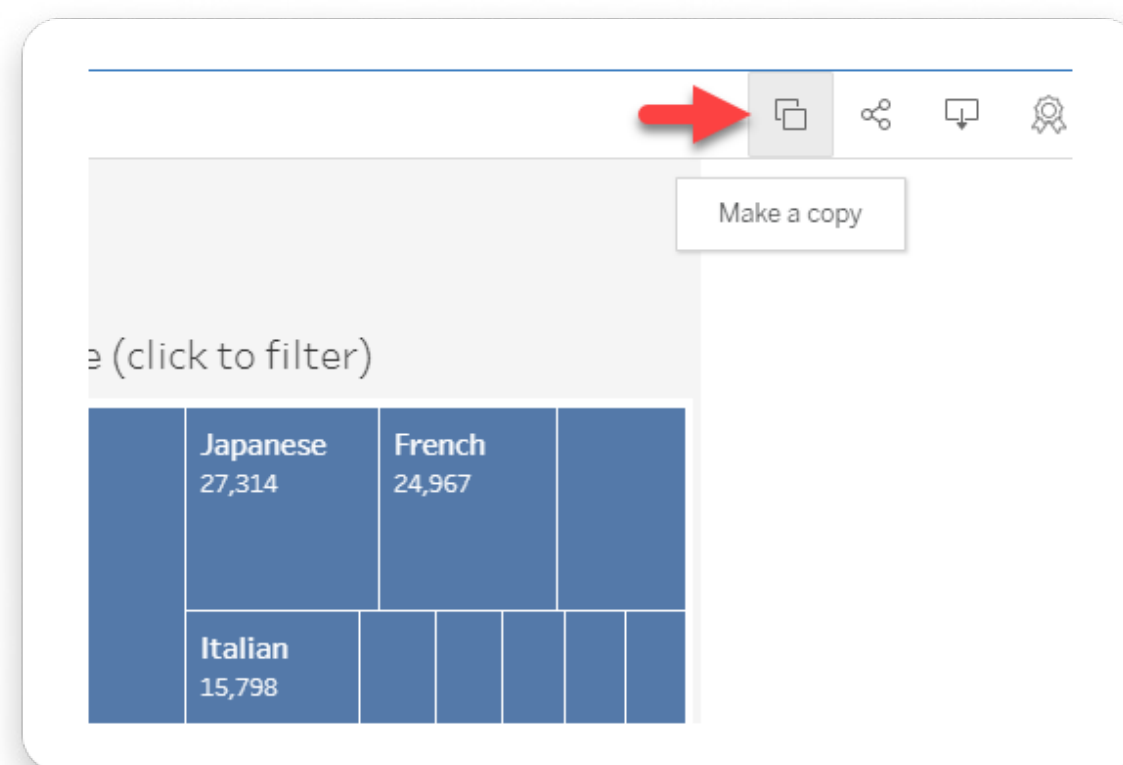 Make a copy
e (click to filter)
Japanese
27,314
French
24,967
Italian
15,798